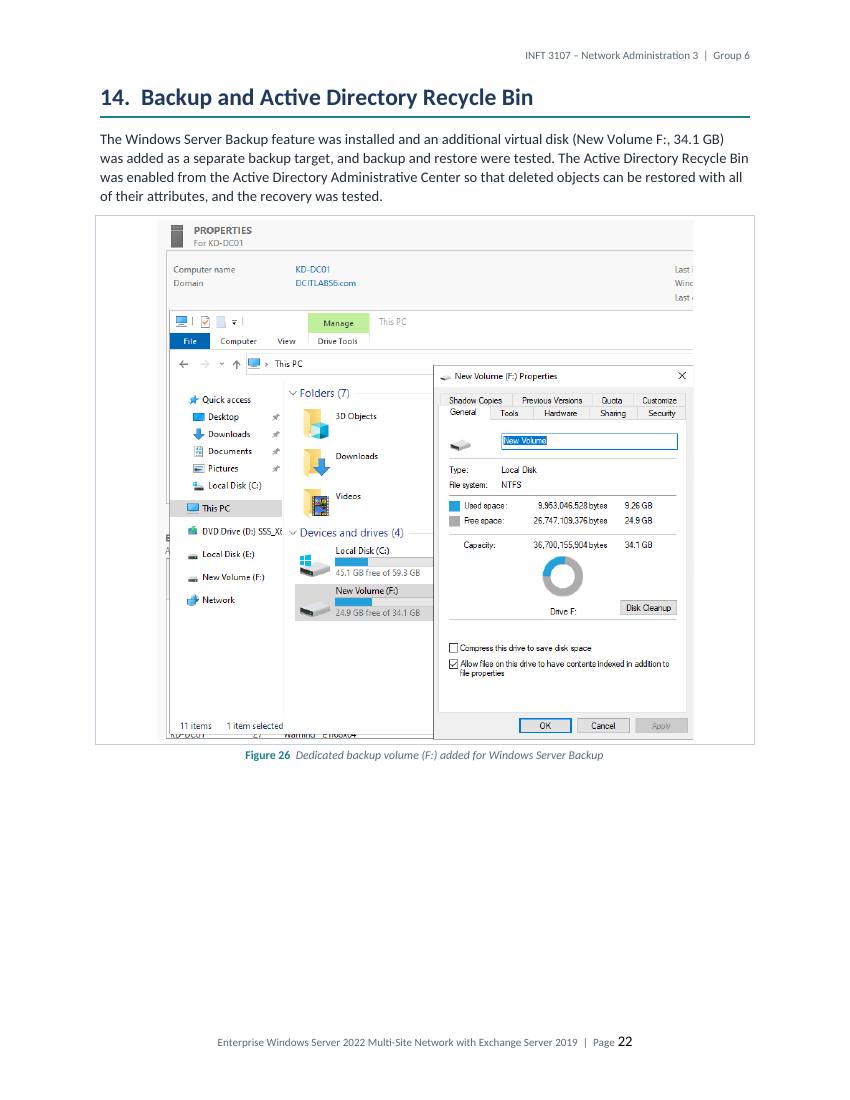 INFT 3107 – Network Administration 3 | Group 6
14. Backup and Active Directory Recycle Bin
The Windows Server Backup feature was installed and an additional virtual disk (New Volume F:, 34.1 GB)
was added as a separate backup target, and backup and restore were tested. The Active Directory Recycle Bin
was enabled from the Active Directory Administrative Center so that deleted objects can be restored with all
of their attributes, and the recovery was tested.
PROPERTIES
For KD-DC01
Computer name KD-DC01 Last i
Domain DCITLABS6.com Winc
Last
Manage This PC
File Computer View Drive Tools
This PC
New Volume (F:) Properties
Quick access
Desktop
Downloads
Documents
Pictures
Local Disk (C:)
This PC
DVD Drive (D:) SSS_X6
Local Disk (E:)
New Volume (F:)
Network
Folders (7)
3D Objects
Downloads
Videos
Devices and drives (4)
Local Disk (C:)
45.1 GB free of 59.3 GB
New Volume (F:)
24.9 GB free of 34.1 GB
Shadow Copies Previous Versions Quota Customize
General Tools Hardware Sharing Security
New Volume
Type: Local Disk
File system: NTFS
Used space: 9,953,046,528 bytes 9.26 GB
Free space: 26,747,109,376 bytes 24.9 GB
Capacity: 36,700,155,904 bytes 34.1 GB
Drive F: Disk Cleanup
Compress this drive to save disk space
Allow files on this drive to have contents indexed in addition to
file properties
11 items 1 item selected
OK Cancel Apply
KD-DC01 27
Figure 26 Dedicated backup volume (F:) added for Windows Server Backup
Enterprise Windows Server 2022 Multi-Site Network with Exchange Server 2019 | Page 22